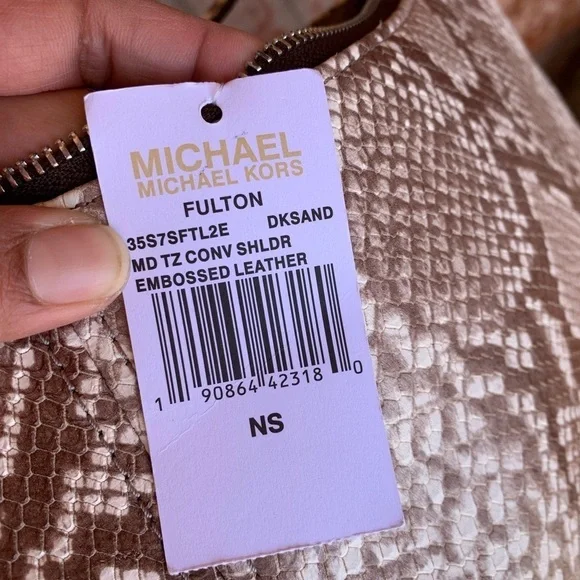 MICHAEL
MICHAEL KORS
FULTON
35S7SFTL2E DKSAND
MD TZ CONV SHLDR
EMBOSSED LEATHER
1 90864 42318 0
NS